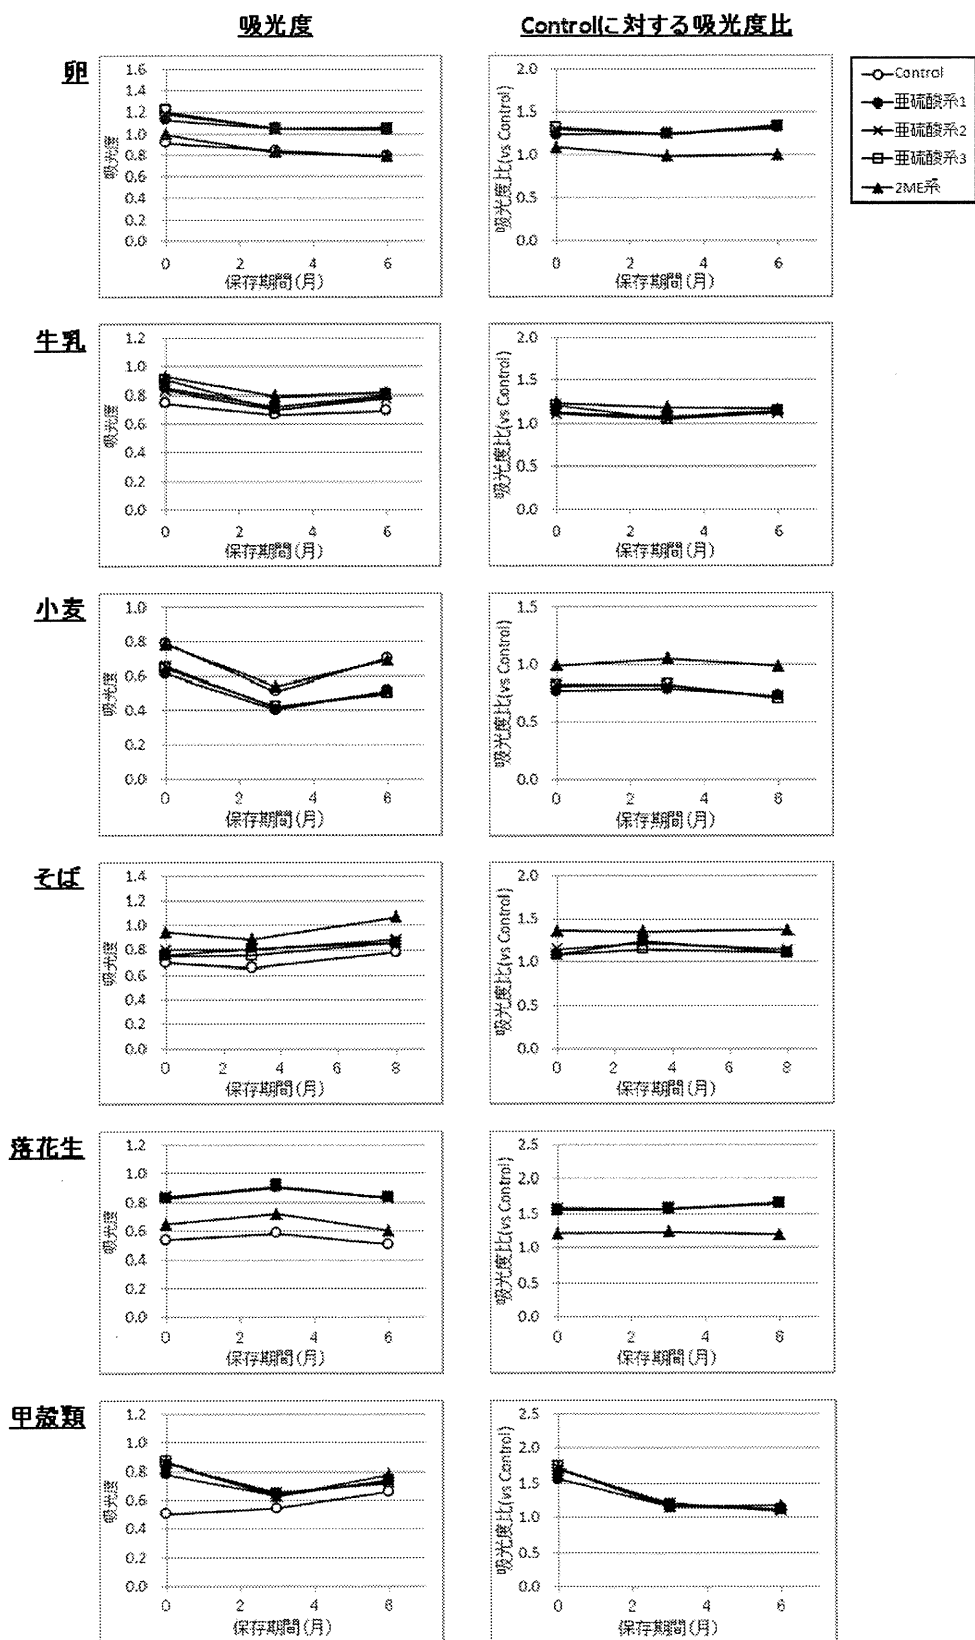 吸光度
Controlに対する吸光度比
Control
亜硫酸系1
亜硫酸系2
亜硫酸系3
2ME系
卵
吸光度
1.6
1.4
1.2
1.0
0.8
0.6
0.4
0.2
0.0
0 2 4 6
保存期間(月)
吸光度比(vs Control)
2.0
1.5
1.0
0.5
0.0
0 2 4 6
保存期間(月)
牛乳
吸光度
1.2
1.0
0.8
0.6
0.4
0.2
0.0
0 2 4 6
保存期間(月)
吸光度比(vs Control)
2.0
1.5
1.0
0.5
0.0
0 2 4 6
保存期間(月)
小麦
吸光度
1.0
0.8
0.6
0.4
0.2
0.0
0 2 4 6
保存期間(月)
吸光度比(vs Control)
1.5
1.0
0.5
0.0
0 2 4 6
保存期間(月)
そば
吸光度
1.4
1.2
1.0
0.8
0.6
0.4
0.2
0.0
0 2 4 6 8
保存期間(月)
吸光度比(vs Control)
2.0
1.5
1.0
0.5
0.0
0 2 4 6 8
保存期間(月)
落花生
吸光度
1.2
1.0
0.8
0.6
0.4
0.2
0.0
0 2 4 6
保存期間(月)
吸光度比(vs Control)
2.5
2.0
1.5
1.0
0.5
0.0
0 2 4 6
保存期間(月)
甲殻類
吸光度
1.2
1.0
0.8
0.6
0.4
0.2
0.0
0 2 4 6
保存期間(月)
吸光度比(vs Control)
2.5
2.0
1.5
1.0
0.5
0.0
0 2 4 6
保存期間(月)